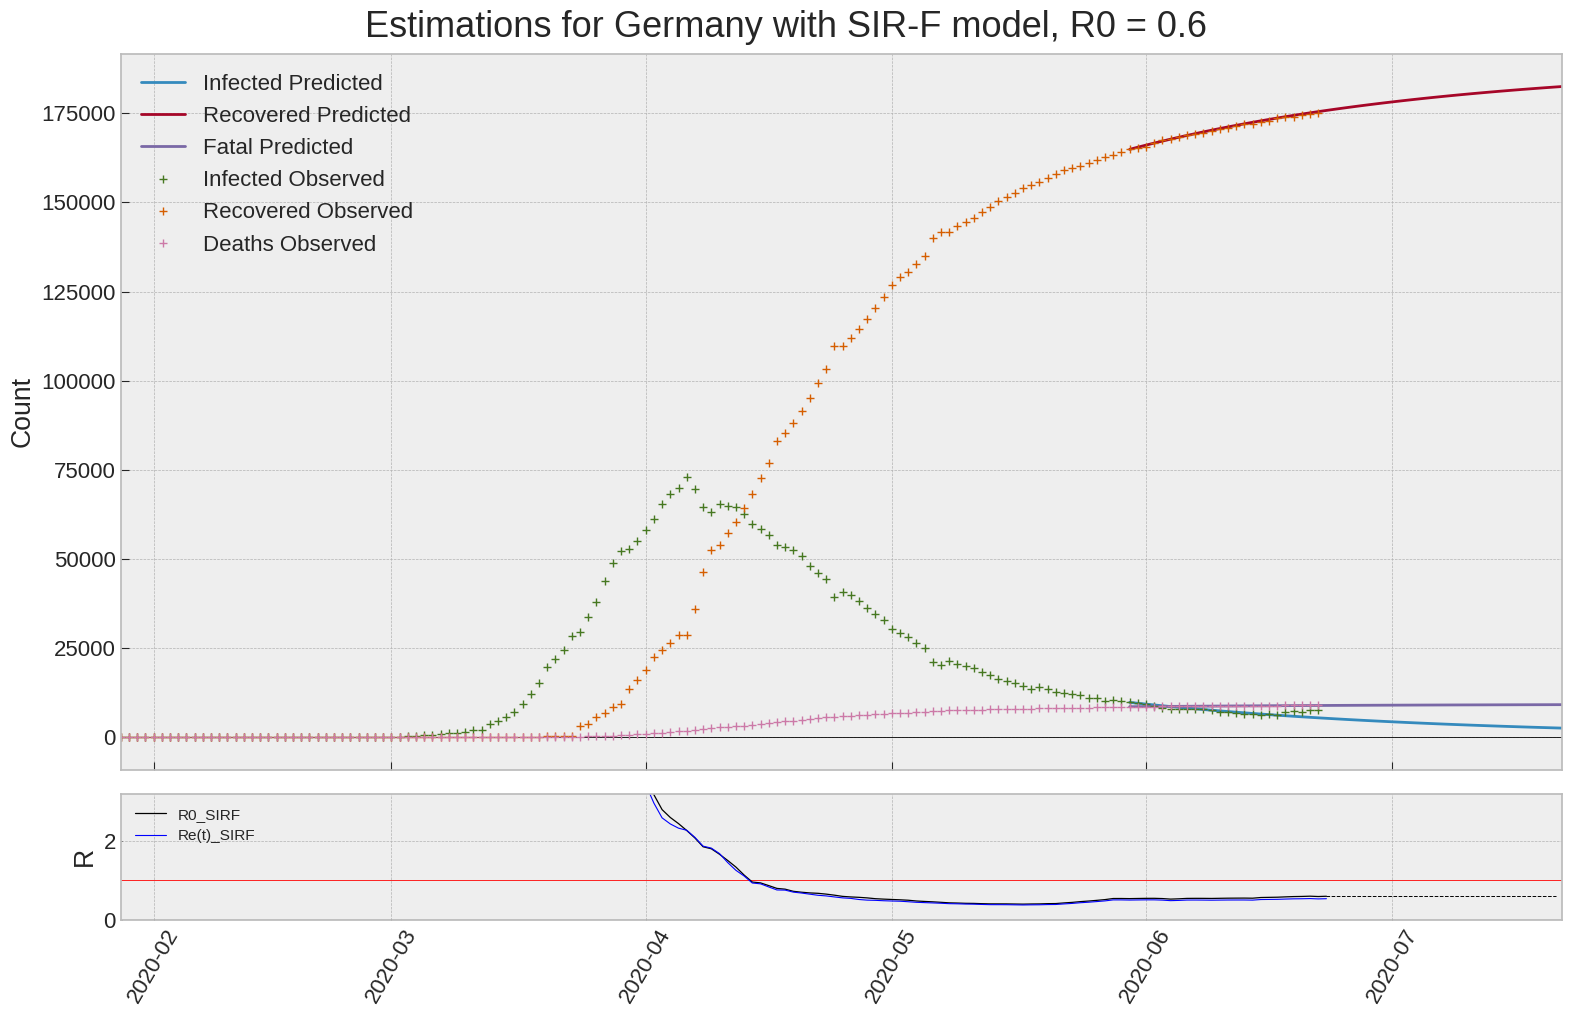 Estimations for Germany with SIR-F model, R0 = 0.6
Infected Predicted
Recovered Predicted
Fatal Predicted
Infected Observed
Recovered Observed
Deaths Observed
Count
175000
150000
125000
100000
75000
50000
25000
0
R0_SIRF
Re(t)_SIRF
R
2
0
2020-02
2020-03
2020-04
2020-05
2020-06
2020-07